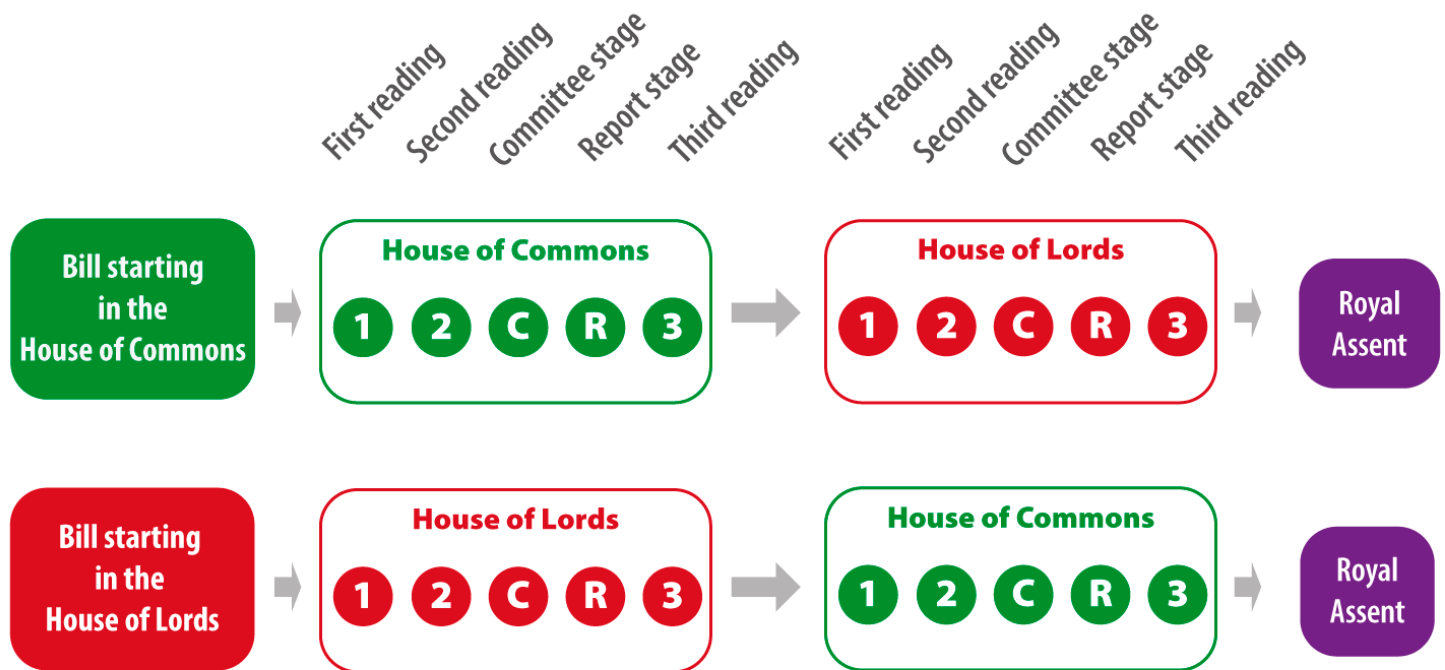 First reading
Second reading
Committee stage
Report stage
Third reading
First reading
Second reading
Committee stage
Report stage
Third reading
Bill starting
in the
House of Commons
House of Commons
1 2 C R 3
House of Lords
1 2 C R 3
Royal
Assent
Bill starting
in the
House of Lords
House of Lords
1 2 C R 3
House of Commons
1 2 C R 3
Royal
Assent